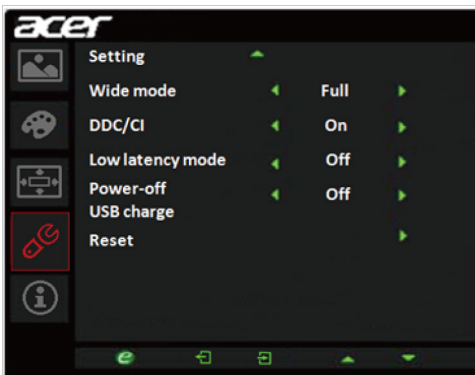 acer
Setting
Wide mode Full
DDC/CI On
Low latency mode Off
Power-off
USB charge Off
Reset
e